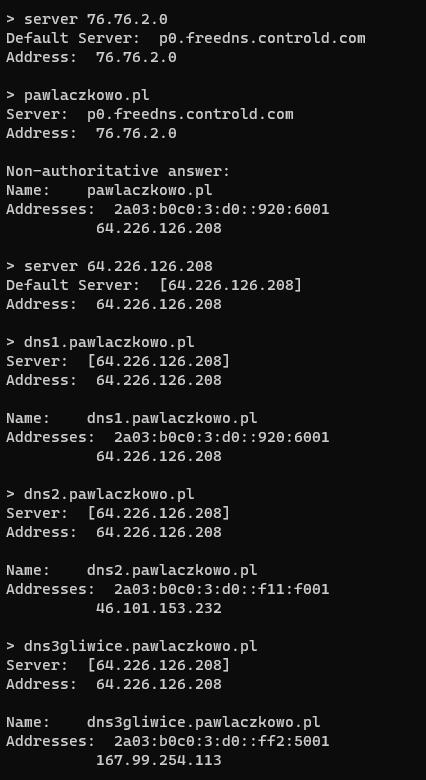 > server 76.76.2.0
Default Server:  p0.freedns.controld.com
Address:  76.76.2.0

> pawlaczkowo.pl
Server:  p0.freedns.controld.com
Address:  76.76.2.0

Non-authoritative answer:
Name:    pawlaczkowo.pl
Addresses:  2a03:b0c0:3:d0::920:6001
          64.226.126.208

> server 64.226.126.208
Default Server:  [64.226.126.208]
Address:  64.226.126.208

> dns1.pawlaczkowo.pl
Server:  [64.226.126.208]
Address:  64.226.126.208

Name:    dns1.pawlaczkowo.pl
Addresses:  2a03:b0c0:3:d0::920:6001
          64.226.126.208

> dns2.pawlaczkowo.pl
Server:  [64.226.126.208]
Address:  64.226.126.208

Name:    dns2.pawlaczkowo.pl
Addresses:  2a03:b0c0:3:d0::f11:f001
          46.101.153.232

> dns3gliwice.pawlaczkowo.pl
Server:  [64.226.126.208]
Address:  64.226.126.208

Name:    dns3gliwice.pawlaczkowo.pl
Addresses:  2a03:b0c0:3:d0::ff2:5001
          167.99.254.113